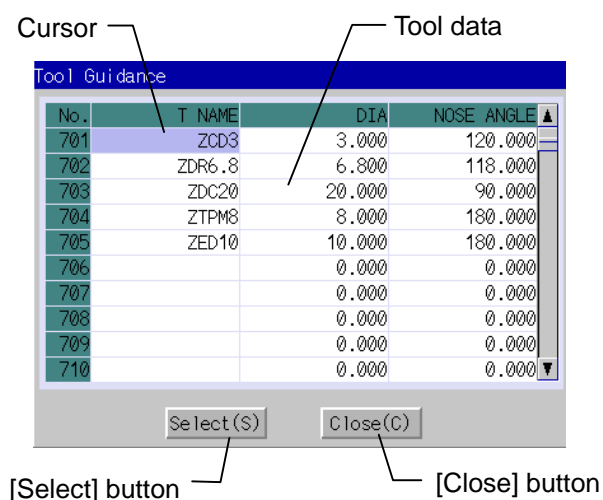 Cursor Tool data
Tool Guidance
No. T NAME DIA NOSE ANGLE
701 ZCD3 3.000 120.000
702 ZDR6.8 6.800 118.000
703 ZDC20 20.000 90.000
704 ZTPM8 8.000 180.000
705 ZED10 10.000 180.000
706 0.000 0.000
707 0.000 0.000
708 0.000 0.000
709 0.000 0.000
710 0.000 0.000
Select(S) Close(C)
[Select] button [Close] button